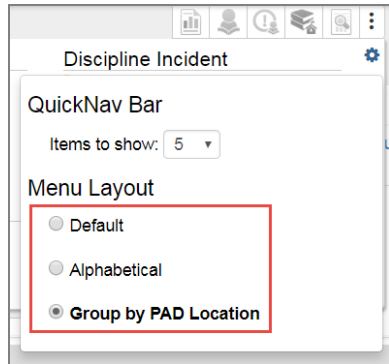 Discipline Incident
QuickNav Bar
Items to show: 5
Menu Layout
Default
Alphabetical
Group by PAD Location